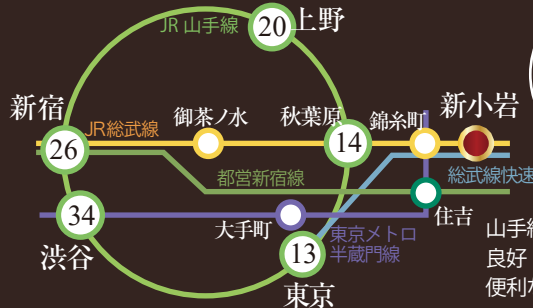 JR 山手線
20
上野
新宿
26
JR総武線
御茶ノ水
秋葉原
14
錦糸町
新小岩
都営新宿線
総武線快速
34
渋谷
大手町
13
東京
東京メトロ
半蔵門線
住吉
山手線
良好
便利な